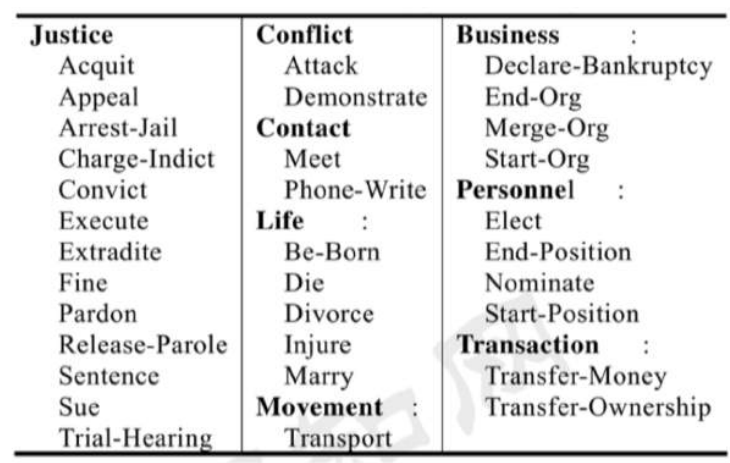 Justice
Acquit
Appeal
Arrest-Jail
Charge-Indict
Convict
Execute
Extradite
Fine
Pardon
Release-Parole
Sentence
Sue
Trial-Hearing
Conflict
Attack
Demonstrate
Contact
Meet
Phone-Write
Life :
Be-Born
Die
Divorce
Injure
Marry
Movement :
Transport
Business :
Declare-Bankruptcy
End-Org
Merge-Org
Start-Org
Personnel :
Elect
End-Position
Nominate
Start-Position
Transaction :
Transfer-Money
Transfer-Ownership